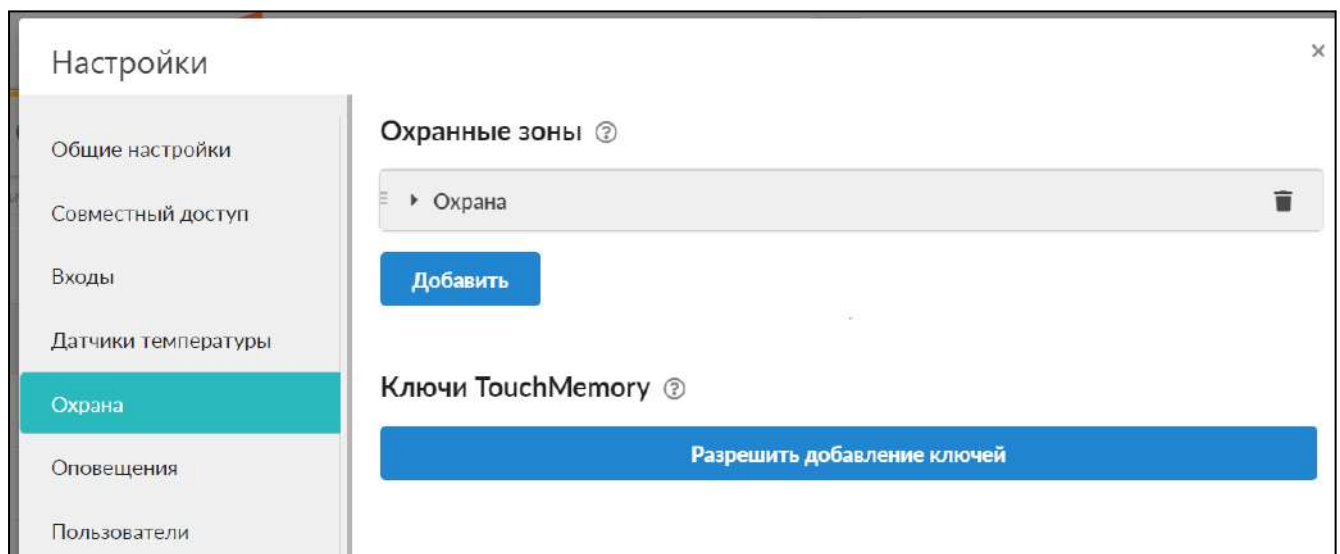 Настройки
Общие настройки
Совместный доступ
Входы
Датчики температуры
Охрана
Оповещения
Пользователи
Охранные зоны
Охрана
Добавить
Ключи TouchMemory
Разрешить добавление ключей